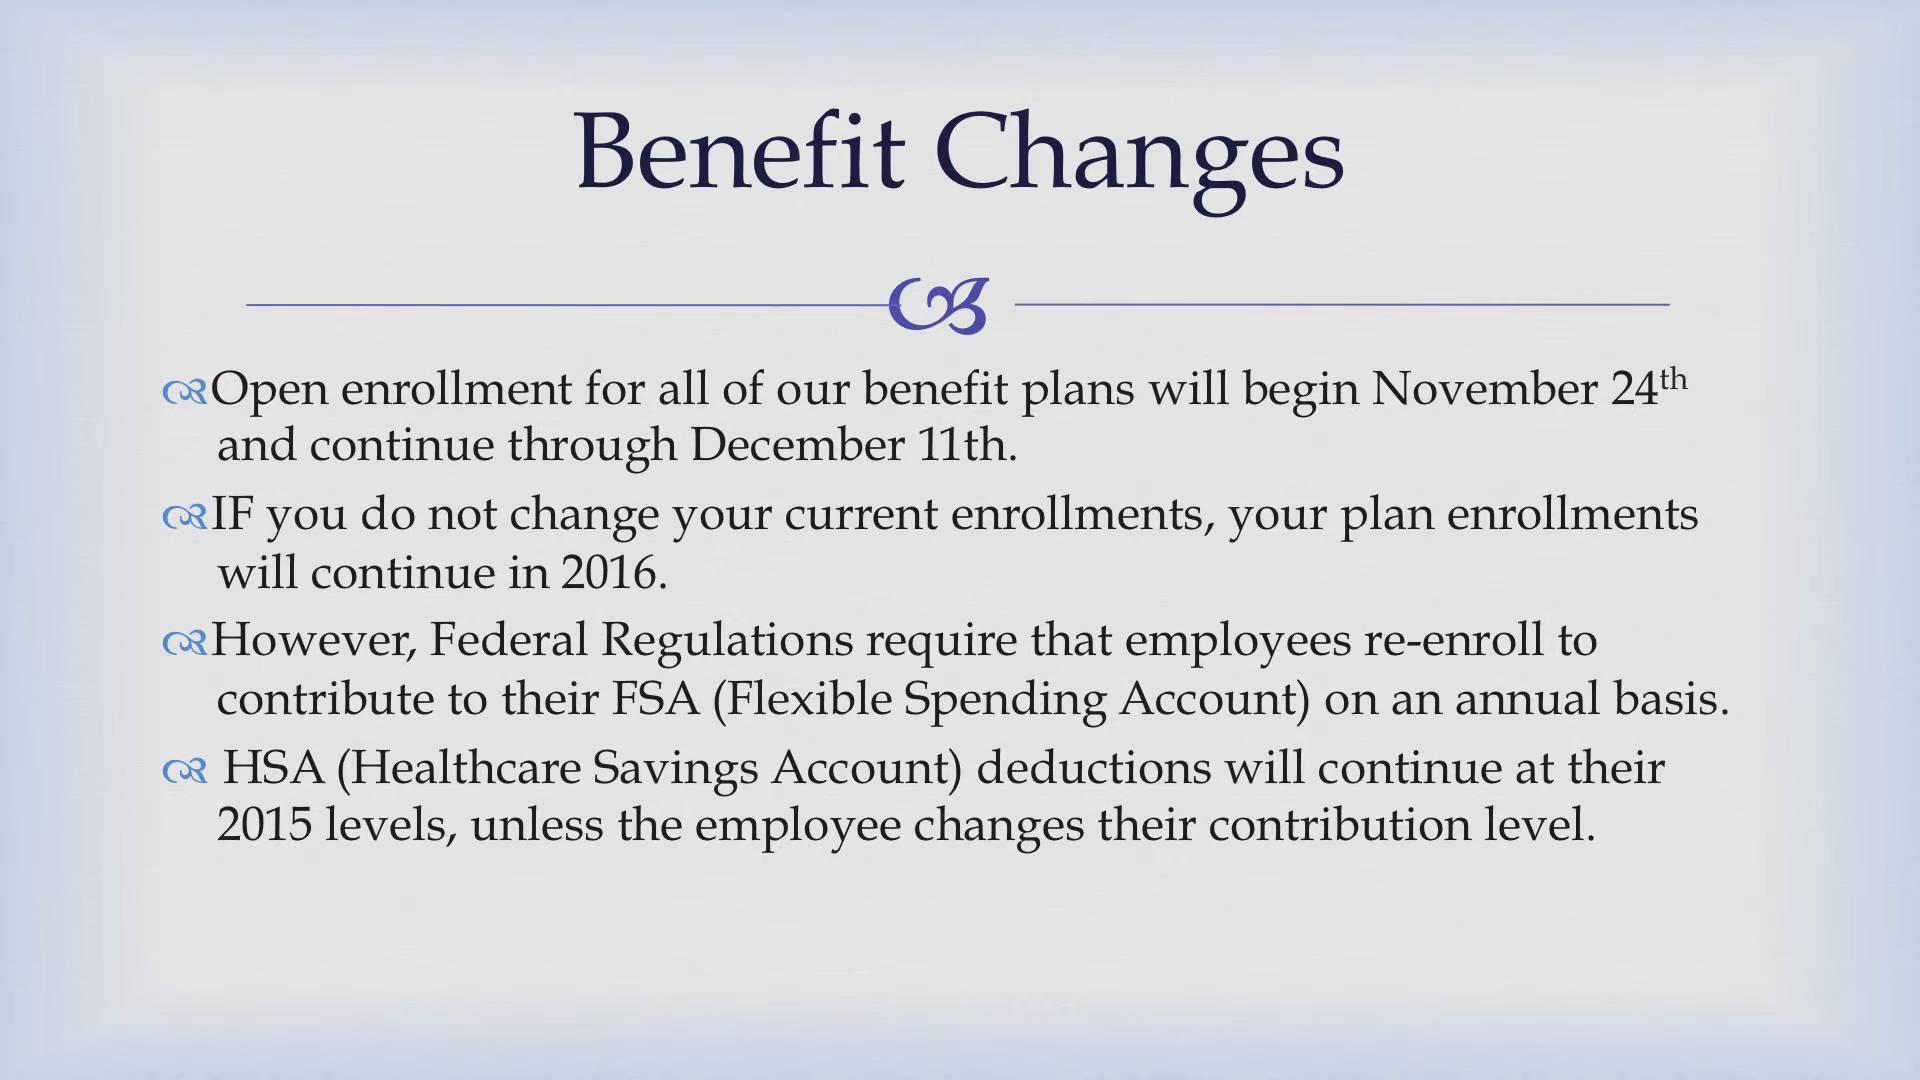 Benefit Changes
Open enrollment for all of our benefit plans will begin November 24th
and continue through December 11th.
IF you do not change your current enrollments, your plan enrollments
will continue in 2016.
However, Federal Regulations require that employees re-enroll to
contribute to their FSA (Flexible Spending Account) on an annual basis.
HSA (Healthcare Savings Account) deductions will continue at their
2015 levels, unless the employee changes their contribution level.